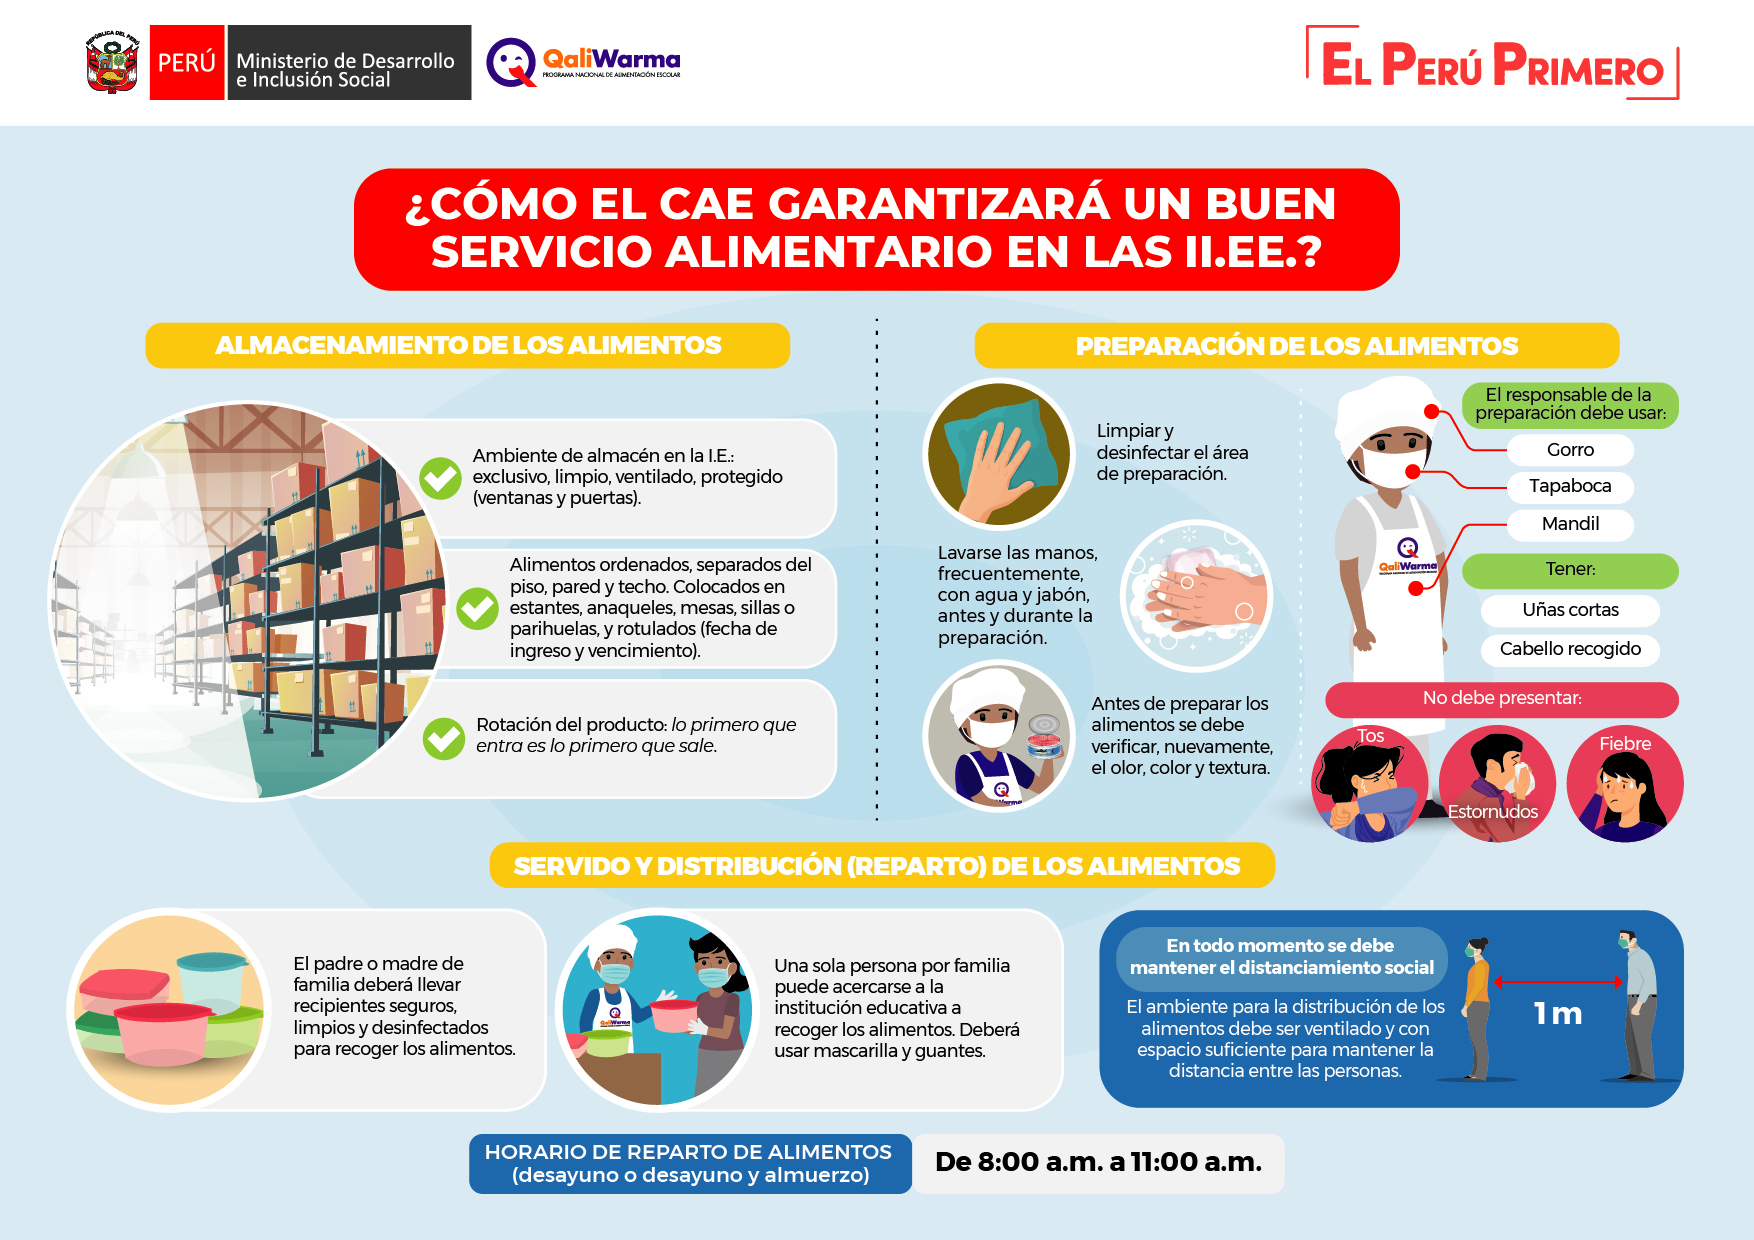 REPÚBLICA DEL PERÚ
PERÚ
Ministerio de Desarrollo
e Inclusión Social
QaliWarma
PROGRAMA NACIONAL DE ALIMENTACIÓN ESCOLAR
EL PERÚ PRIMERO
¿CÓMO EL CAE GARANTIZARÁ UN BUEN
SERVICIO ALIMENTARIO EN LAS II.EE.?
ALMACENAMIENTO DE LOS ALIMENTOS
Ambiente de almacén en la I.E.:
exclusivo, limpio, ventilado, protegido
(ventanas y puertas).
Alimentos ordenados, separados del
piso, pared y techo. Colocados en
estantes, anaqueles, mesas, sillas o
parihuelas, y rotulados (fecha de
ingreso y vencimiento).
Rotación del producto: lo primero que
entra es lo primero que sale.
PREPARACIÓN DE LOS ALIMENTOS
Limpiar y
desinfectar el área
de preparación.
Lavarse las manos,
frecuentemente,
con agua y jabón,
antes y durante la
preparación.
Antes de preparar los
alimentos se debe
verificar, nuevamente,
el olor, color y textura.
QaliWarma
El responsable de la
preparación debe usar:
Gorro
Tapaboca
Mandil
QaliWarma
Tener:
Uñas cortas
Cabello recogido
No debe presentar:
Tos
Estornudos
Fiebre
SERVIDO Y DISTRIBUCIÓN (REPARTO) DE LOS ALIMENTOS
El padre o madre de
familia deberá llevar
recipientes seguros,
limpios y desinfectados
para recoger los alimentos.
QaliWarma
Una sola persona por familia
puede acercarse a la
institución educativa a
recoger los alimentos. Deberá
usar mascarilla y guantes.
En todo momento se debe
mantener el distanciamiento social
El ambiente para la distribución de los
alimentos debe ser ventilado y con
espacio suficiente para mantener la
distancia entre las personas.
1 m
HORARIO DE REPARTO DE ALIMENTOS
(desayuno o desayuno y almuerzo)
De 8:00 a.m. a 11:00 a.m.